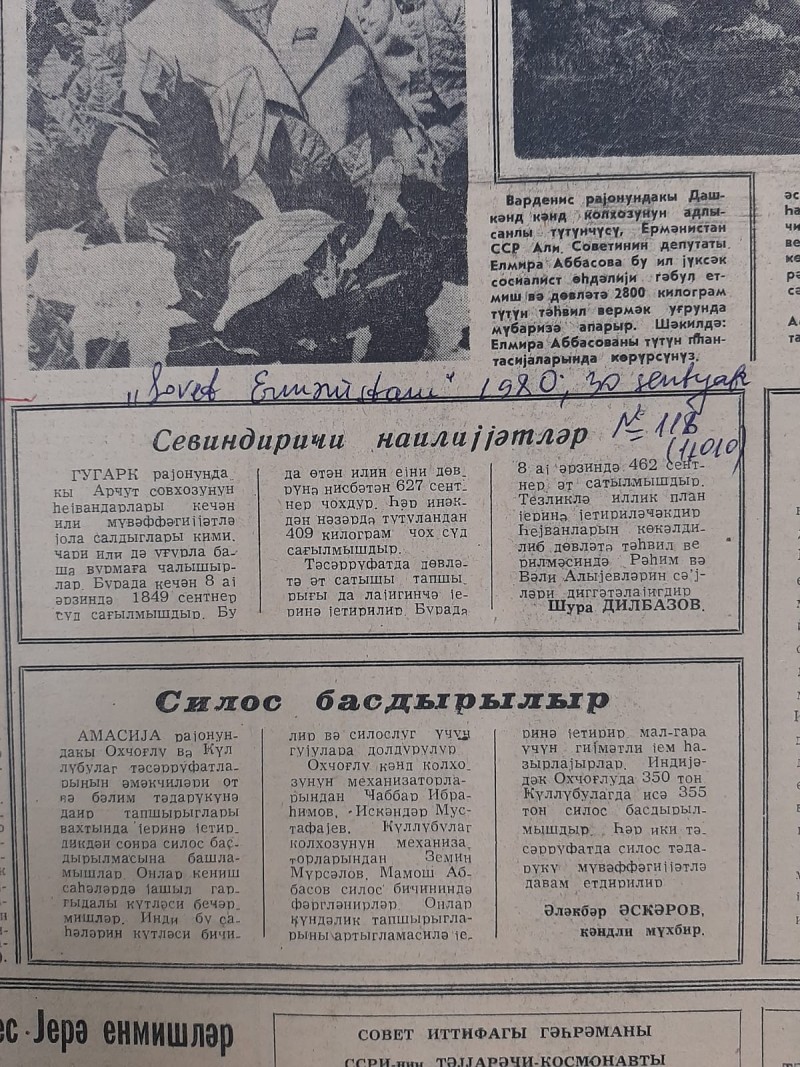 Варденис рајонундакы Даш-
кәнд кәнд колхозунун адлы-
санлы түтүнчүсү, Ермәнистан
ССР Али Советинин депутаты
Елмира Аббасова бу ил јүксәк
сосиалист өһдәлији гәбул ет-
миш вә дөвләтә 2800 килограм
түтүн тәһвил вермәк уғрунда
мүбаризә апарыр. Шәкилдә:
Елмира Аббасованы түтүн план-
тасијаларында көрүрсүнүз.
„Sovet Ermənistanı" 1980, 30 sentyabr
№ 118
(11010)
Севиндиричи наилијјәтләр
ГУГАРК рајонунда
кы Арчут совхозунун
һејвандарлары кечән
или мүвәффәгијјәтлә
јола салдыглары кими.
чари или дә уғурла ба-
ша вурмаға чалышыр-
лар Бурада кечән 8 ај
әрзиндә 1849 сентнер
сүд сағылмышдыр. Бу
да өтән илин ејни дөв-
рүнә нисбәтән 627 сент-
нер чохдур. Һәр инәк-
дән нәзәрдә тутуландан
409 килограм чох сүд
сағылмышдыр.
Тәсәррүфатда дөвлә-
тә әт сатышы тапшы-
рығы да лајигинчә је-
ринә јетирилир. Бурада
8 ај әрзиндә 462 сент-
нер әт сатылмышдыр.
Тезликлә иллик план
јеринә јетириләчәкдир
Һејванларын көкәлди-
либ дөвләтә тәһвил ве
рилмәсиндә Рәһим вә
Вәли Алыјевләрин сә'ј-
ләри диггәтәлајигдир
Шура ДИЛБАЗОВ.
Силос басдырылыр
АМАСИЈА рајонун-
дакы Охчоғлу вә Күл
лүбулаг тәсәррүфатла-
рынын әмәкчиләри от
вә бәлим тәдарүкүнә
даир тапшырыглары
вахтында јеринә јетир-
дикдән сонра силос бас-
дырылмасына башла-
мышлар Онлар кениш
саһәләрдә јашыл гар-
ғыдалы күтләси бечәр-
мишләр. Инди бу са-
һәләрин күтләси бичи-
лир вә силослуг үчүн
гујулара долдурулур
Охчоғлу кәнд колхо-
зунун механизаторла-
рындан Чаббар Ибра-
һимов, Искәндәр Мус-
тафајев. Күллүбулаг
колхозунун механиза-
торларындан Земин
Мурсәлов, Мамош Аб-
басов силос бичининдә
фәргләнирләр. Онлар
күндәлик тапшырыгла-
рыны артыгламасилә је-
ринә јетирир мал-гара
үчүн гијмәтли јем һа-
зырлајырлар. Индијә-
дәк Охчоғлуда 350 тон
Күллүбулагда исә 355
тон силос басдырыл-
мышдыр. Һәр ики тә-
сәррүфатда силос тәда-
рүкү мүвәффәгијјәтлә
давам етдирилир
Әләкбәр ӘСКӘРОВ,
кәндли мүхбир.
Јерә енмишләр
СОВЕТ ИТТИФАГЫ ГӘҺРӘМАНЫ
ССРИ-нин ТӘЈЈАРӘЧИ-КОСМОНАВТЫ